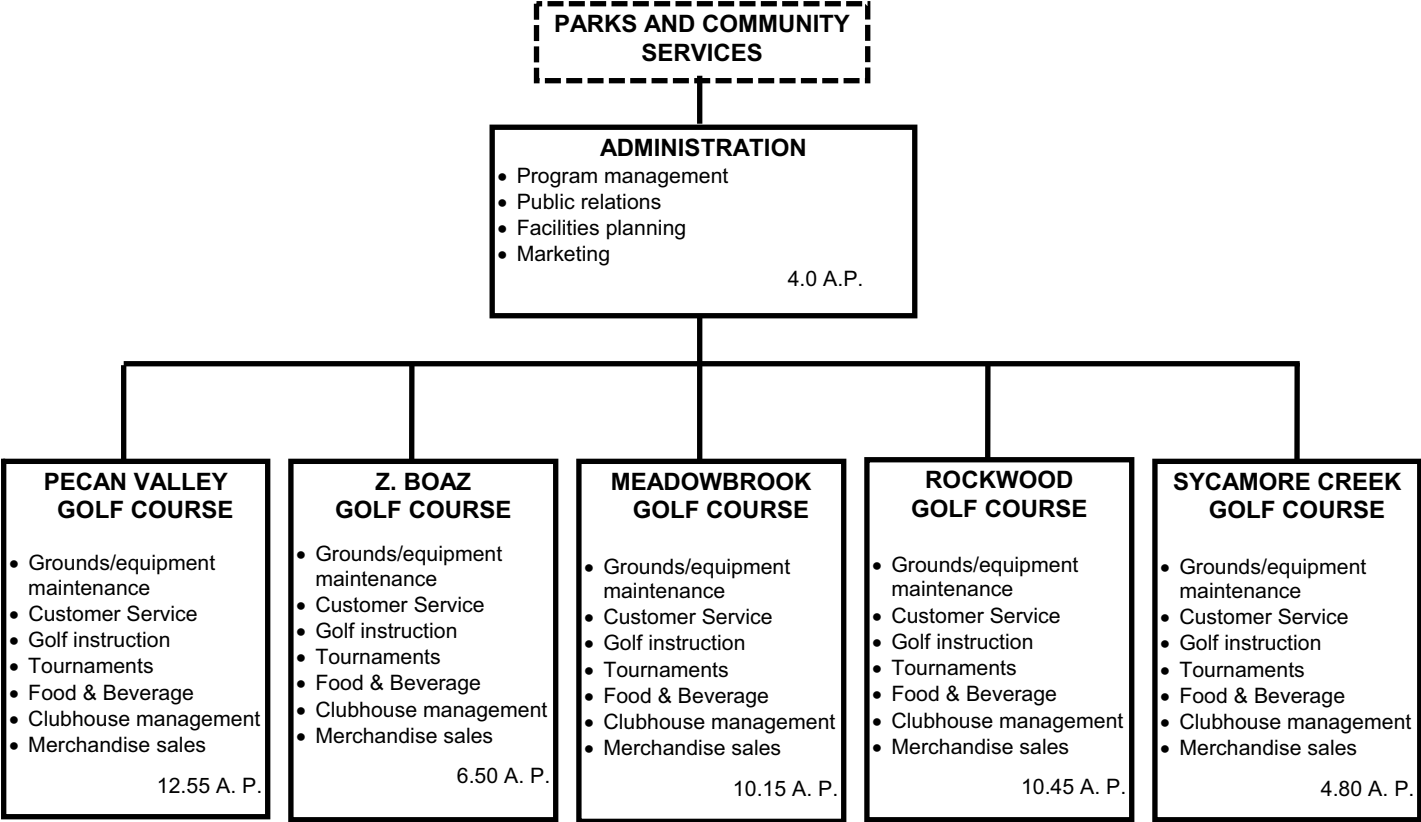 PARKS AND COMMUNITY
SERVICES
ADMINISTRATION
• Program management
• Public relations
• Facilities planning
• Marketing
4.0 A.P.
PECAN VALLEY
GOLF COURSE
• Grounds/equipment
maintenance
• Customer Service
• Golf instruction
• Tournaments
• Food & Beverage
• Clubhouse management
• Merchandise sales
12.55 A. P.
Z. BOAZ
GOLF COURSE
• Grounds/equipment
maintenance
• Customer Service
• Golf instruction
• Tournaments
• Food & Beverage
• Clubhouse management
• Merchandise sales
6.50 A. P.
MEADOWBROOK
GOLF COURSE
• Grounds/equipment
maintenance
• Customer Service
• Golf instruction
• Tournaments
• Food & Beverage
• Clubhouse management
• Merchandise sales
10.15 A. P.
ROCKWOOD
GOLF COURSE
• Grounds/equipment
maintenance
• Customer Service
• Golf instruction
• Tournaments
• Food & Beverage
• Clubhouse management
• Merchandise sales
10.45 A. P.
SYCAMORE CREEK
GOLF COURSE
• Grounds/equipment
maintenance
• Customer Service
• Golf instruction
• Tournaments
• Food & Beverage
• Clubhouse management
• Merchandise sales
4.80 A. P.